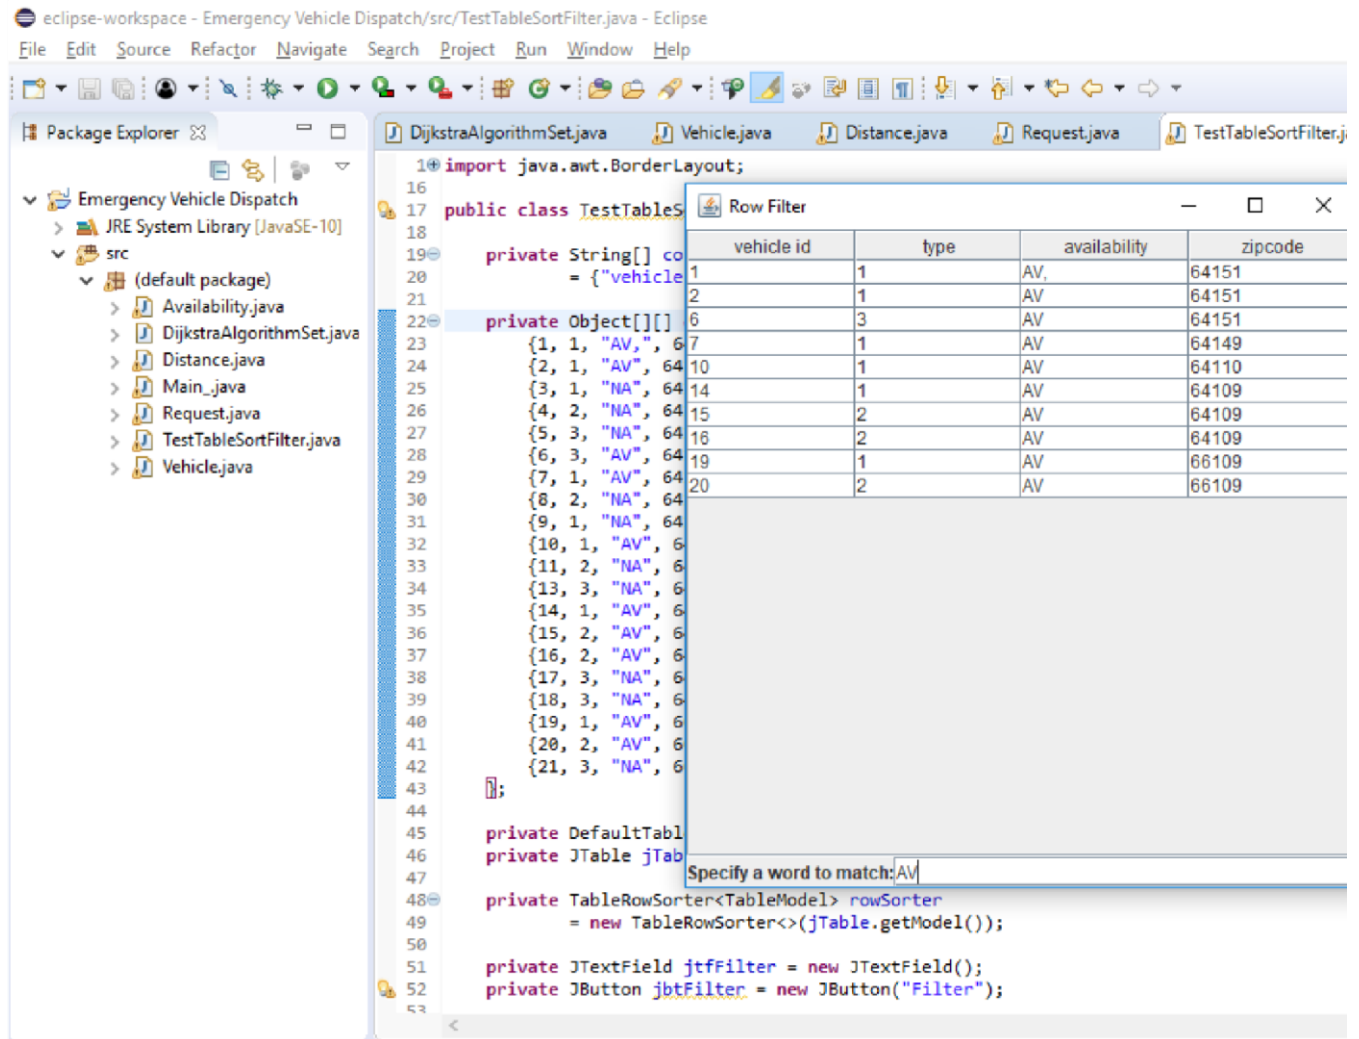 eclipse-workspace - Emergency Vehicle Dispatch/src/TestTableSortFilter.java - Eclipse
File Edit Source Refactor Navigate Search Project Run Window Help
Package Explorer
Emergency Vehicle Dispatch
JRE System Library [JavaSE-10]
src
(default package)
Availability.java
DijkstraAlgorithmSet.java
Distance.java
Main_.java
Request.java
TestTableSortFilter.java
Vehicle.java
DijkstraAlgorithmSet.java Vehicle.java Distance.java Request.java TestTableSortFilter.ja
1 import java.awt.BorderLayout;
16
17 public class TestTableS
18
19 private String[] co
20 = {"vehicle
21
22 private Object[][]
23 {1, 1, "AV,", 6
24 {2, 1, "AV", 64
25 {3, 1, "NA", 64
26 {4, 2, "NA", 64
27 {5, 3, "NA", 64
28 {6, 3, "AV", 64
29 {7, 1, "AV", 64
30 {8, 2, "NA", 64
31 {9, 1, "NA", 64
32 {10, 1, "AV", 6
33 {11, 2, "NA", 6
34 {13, 3, "NA", 6
35 {14, 1, "AV", 6
36 {15, 2, "AV", 6
37 {16, 2, "AV", 6
38 {17, 3, "NA", 6
39 {18, 3, "NA", 6
40 {19, 1, "AV", 6
41 {20, 2, "AV", 6
42 {21, 3, "NA", 6
43 };
44
45 private DefaultTabl
46 private JTable jTab
47
48 private TableRowSorter<TableModel> rowSorter
49 = new TableRowSorter<>(jTable.getModel());
50
51 private JTextField jtfFilter = new JTextField();
52 private JButton jbtFilter = new JButton("Filter");
53
Row Filter
vehicle id type availability zipcode
1 1 AV, 64151
2 1 AV 64151
6 3 AV 64151
7 1 AV 64149
10 1 AV 64110
14 1 AV 64109
15 2 AV 64109
16 2 AV 64109
19 1 AV 66109
20 2 AV 66109
Specify a word to match: AV